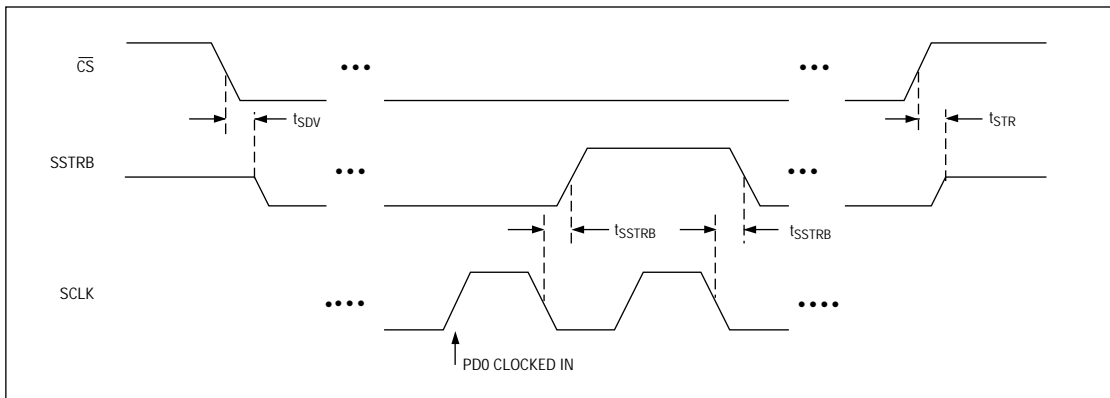 CS
tSDV
tSTR
SSTRB
tSSTRB
tSSTRB
SCLK
PD0 CLOCKED IN